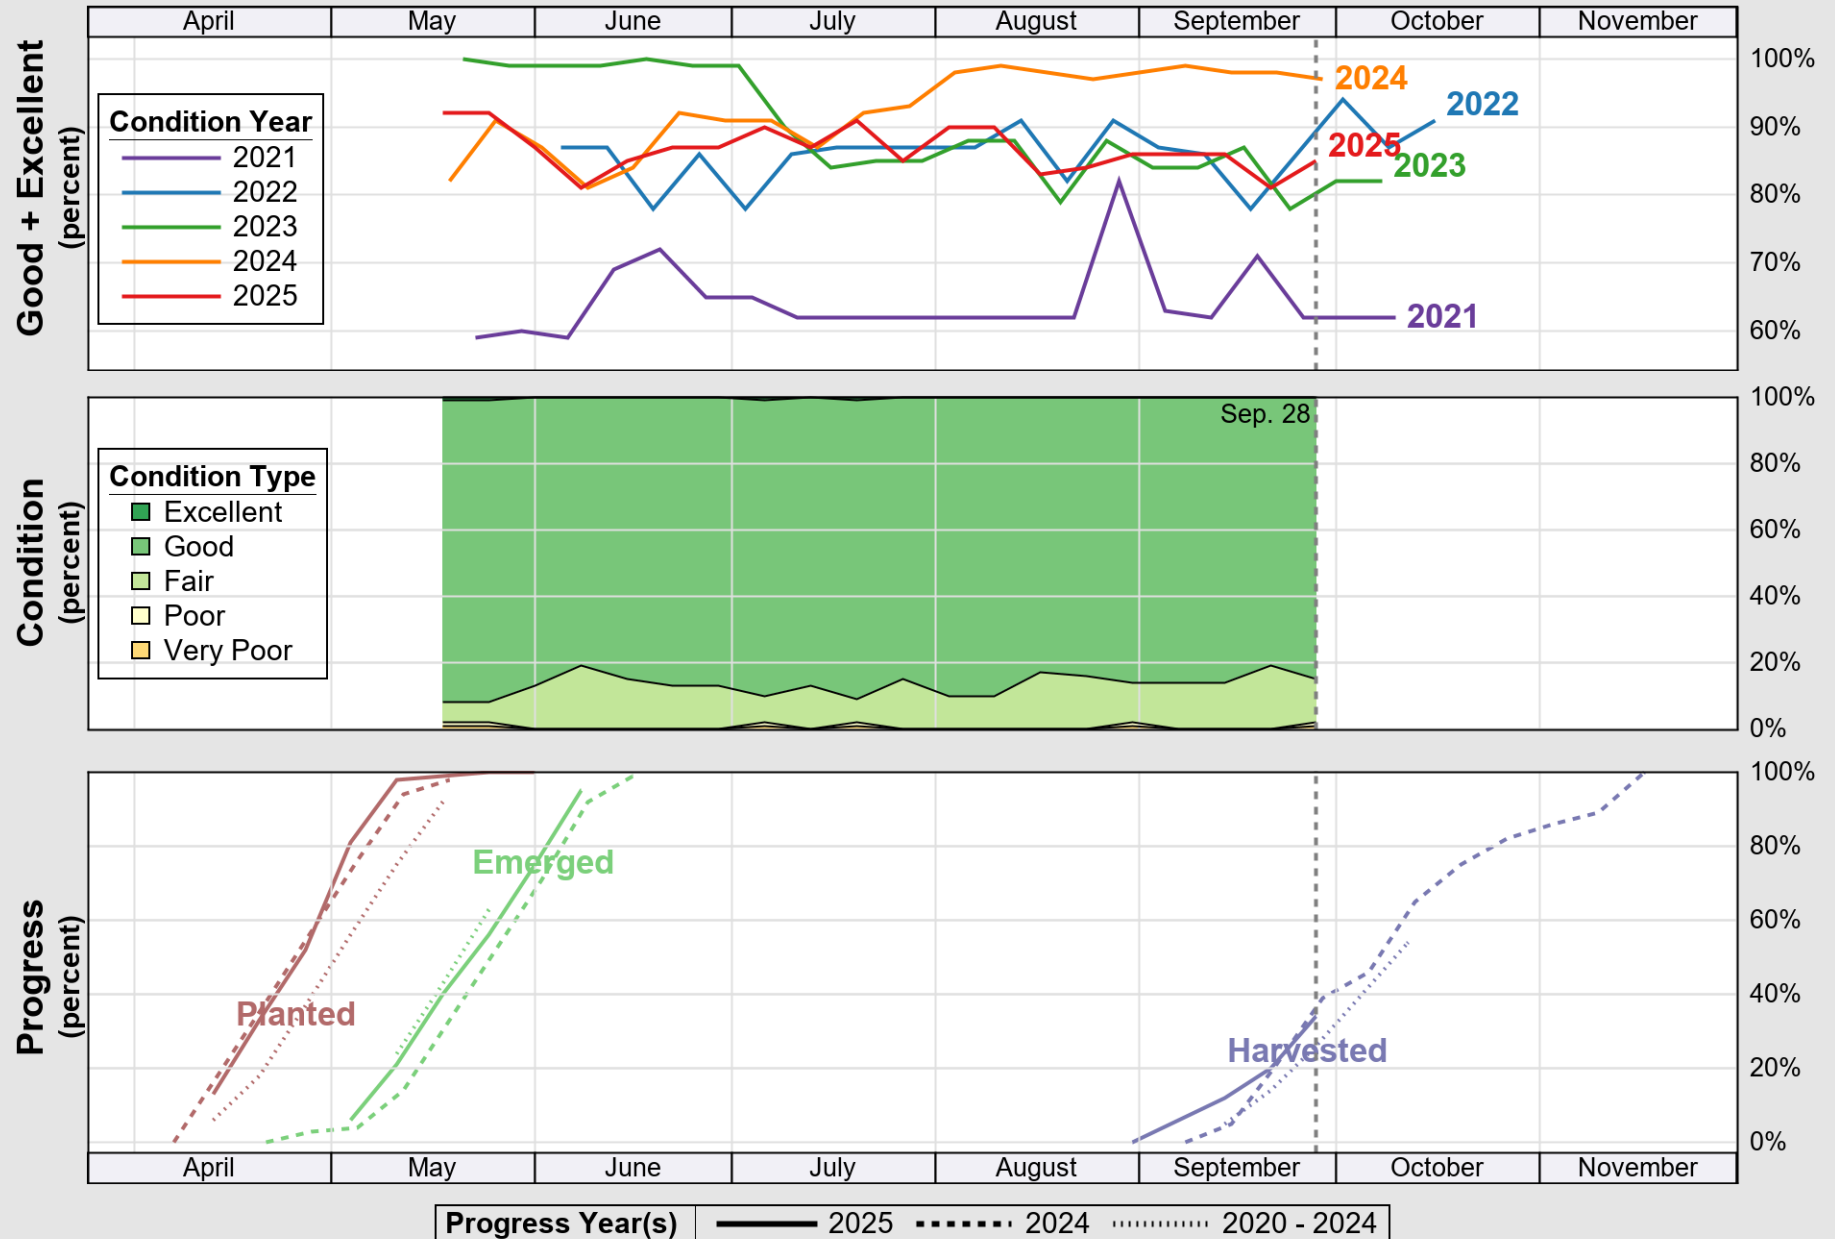 April May June July August September October November
Good + Excellent
(percent)
100%
90%
80%
70%
60%
Condition Year
2021
2022
2023
2024
2025
2024
2022
2025
2023
2021
Condition
(percent)
100%
80%
60%
40%
20%
0%
Sep. 28
Condition Type
Excellent
Good
Fair
Poor
Very Poor
Progress
(percent)
100%
80%
60%
40%
20%
0%
Emerged
Planted
Harvested
April May June July August September October November
Progress Year(s) 2025 2024 2020 - 2024